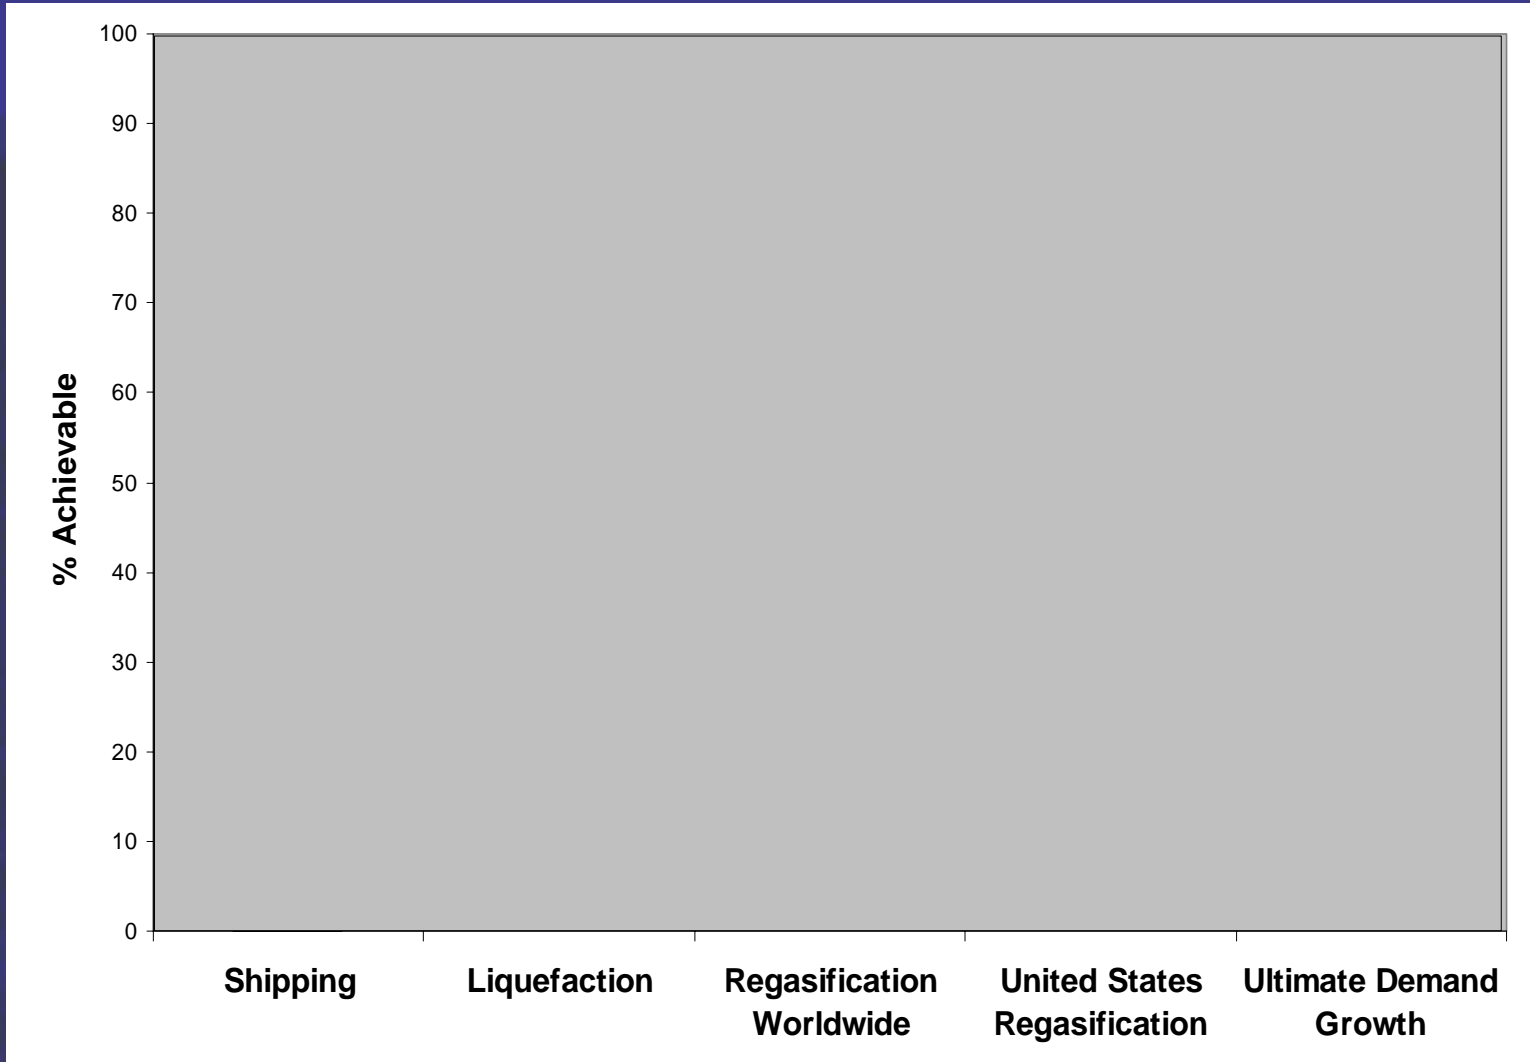 100
90
80
70
60
50
40
30
20
10
0
% Achievable
Shipping
Liquefaction
Regasification
Worldwide
United States
Regasification
Ultimate Demand
Growth